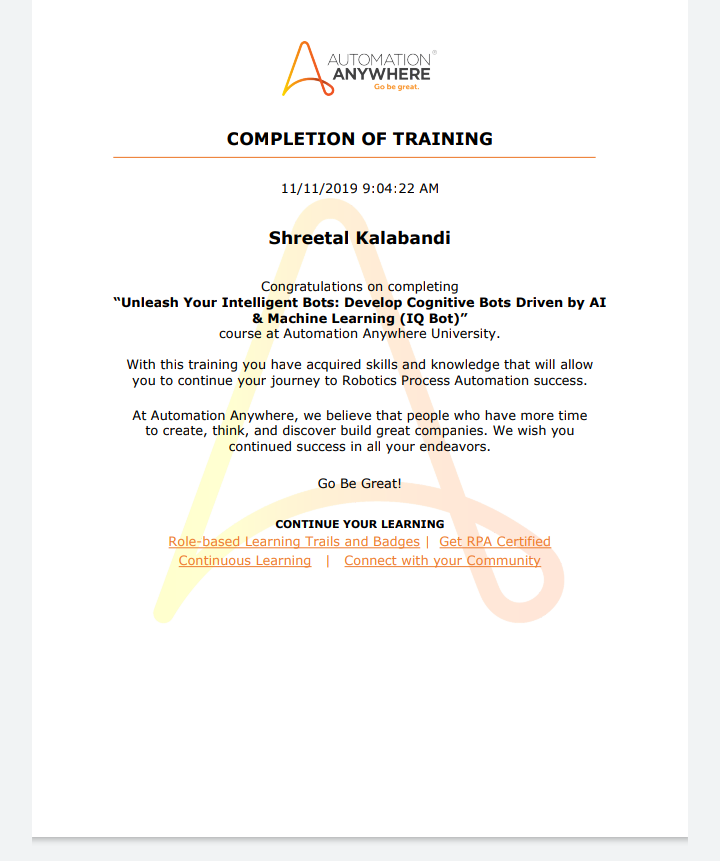 AUTOMATION®
ANYWHERE
Go be great.
COMPLETION OF TRAINING
11/11/2019 9:04:22 AM
Shreetal Kalabandi
Congratulations on completing
“Unleash Your Intelligent Bots: Develop Cognitive Bots Driven by AI
& Machine Learning (IQ Bot)”
course at Automation Anywhere University.
With this training you have acquired skills and knowledge that will allow
you to continue your journey to Robotics Process Automation success.
At Automation Anywhere, we believe that people who have more time
to create, think, and discover build great companies. We wish you
continued success in all your endeavors.
Go Be Great!
CONTINUE YOUR LEARNING
Role-based Learning Trails and Badges | Get RPA Certified
Continuous Learning | Connect with your Community